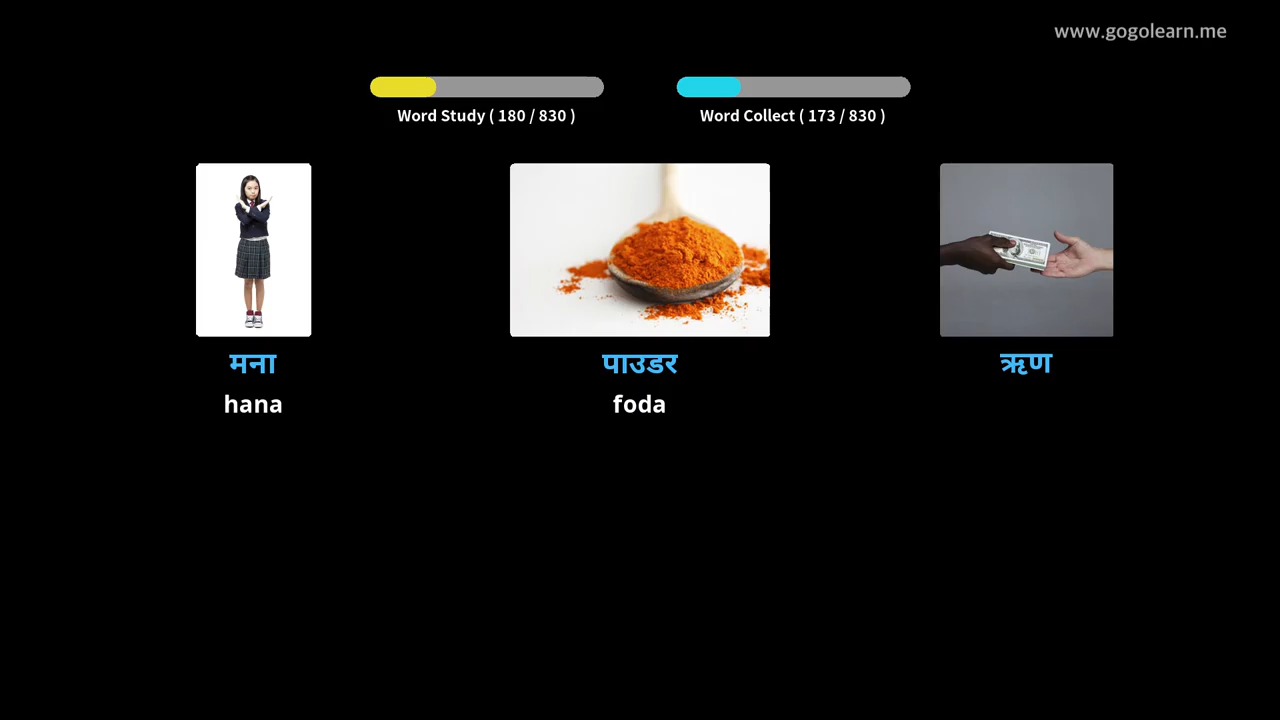 www.gogolearn.me
Word Study ( 180 / 830 )
Word Collect ( 173 / 830 )
मना
पाउडर
ऋण
hana
foda